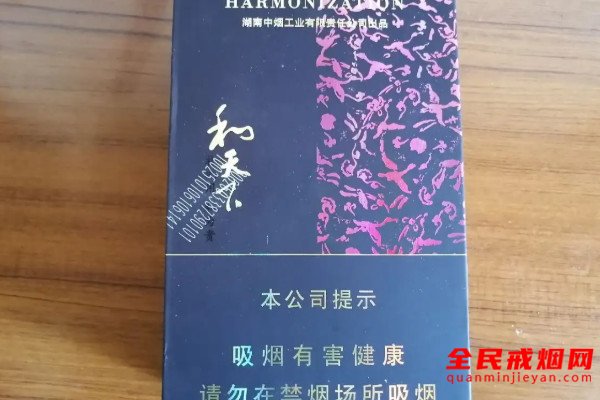 HARMONIZATION
湖南中烟工业有限责任公司出品
和天下
本公司提示
吸烟有害健康
请勿在禁烟场所吸烟
全民戒烟网
quanminjieyan.com